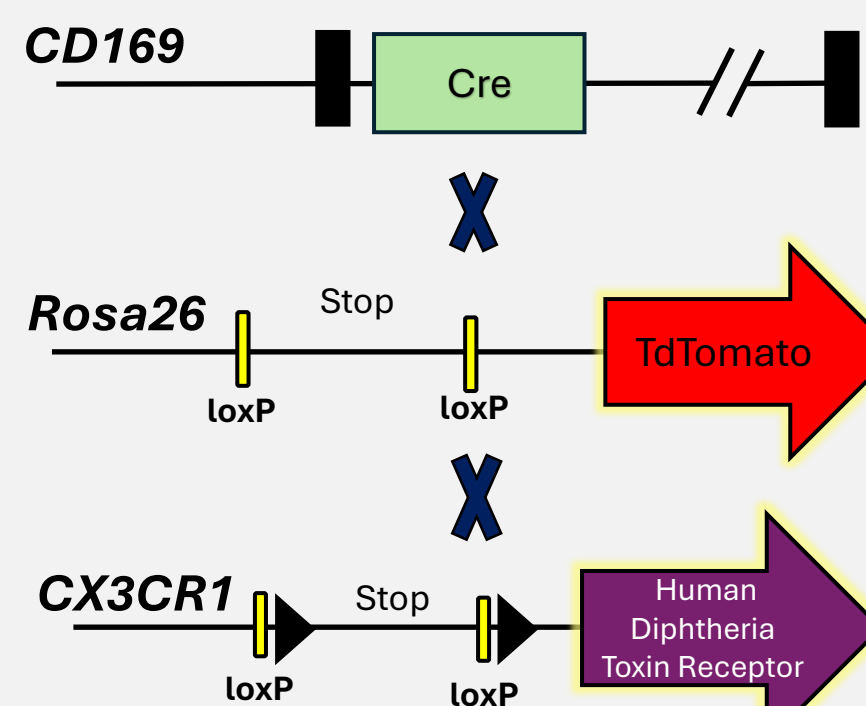 CD169
Cre
Rosa26
Stop
TdTomato
loxP
loxP
CX3CR1
Stop
Human
Diphtheria
Toxin Receptor
loxP
loxP